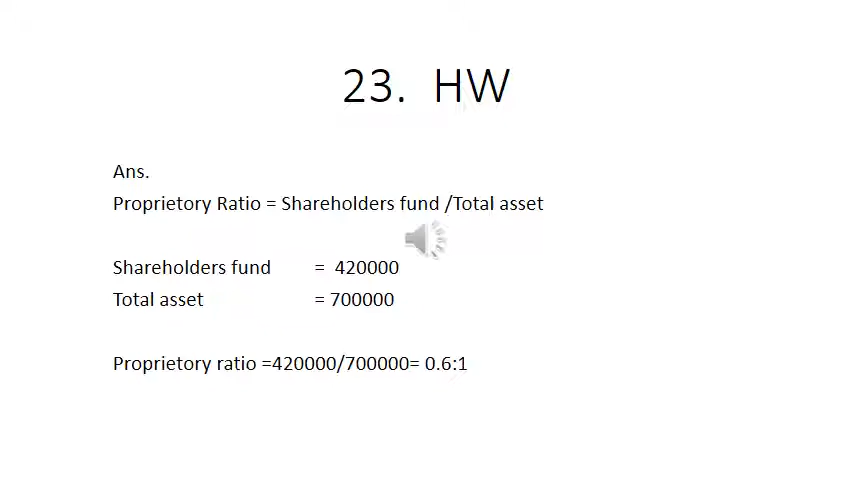 23. HW
Ans.
Proprietory Ratio = Shareholders fund /Total asset
Shareholders fund = 420000
Total asset = 700000
Proprietory ratio =420000/700000= 0.6:1